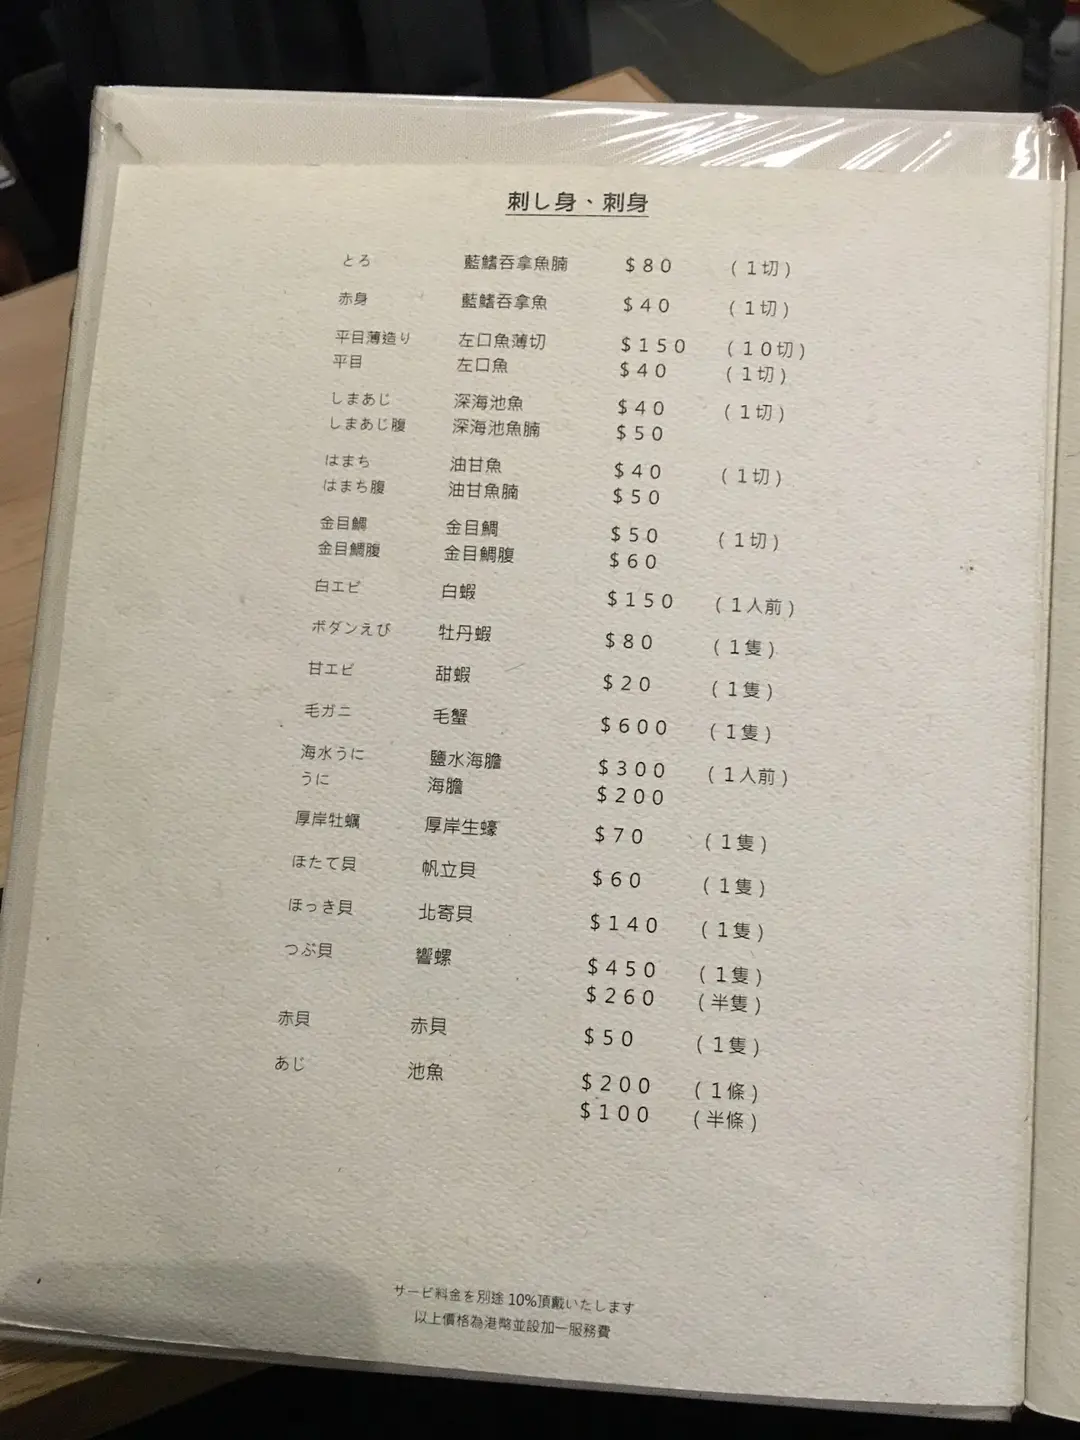 刺し身、刺身
とろ 藍鰭吞拿魚腩 $80 (1切)
赤身 藍鰭吞拿魚 $40 (1切)
平目薄造り 左口魚薄切 $150 (10切)
平目 左口魚 $40 (1切)
しまあじ 深海池魚 $40 (1切)
しまあじ腹 深海池魚腩 $50
はまち 油甘魚 $40 (1切)
はまち腹 油甘魚腩 $50
金目鯛 金目鯛 $50 (1切)
金目鯛腹 金目鯛腹 $60
白エビ 白蝦 $150 (1人前)
ボダンえび 牡丹蝦 $80 (1隻)
甘エビ 甜蝦 $20 (1隻)
毛ガニ 毛蟹 $600 (1隻)
海水うに 鹽水海膽 $300 (1人前)
うに 海膽 $200
厚岸牡蠣 厚岸生蠔 $70 (1隻)
ほたて貝 帆立貝 $60 (1隻)
ほっき貝 北寄貝 $140 (1隻)
つぶ貝 響螺 $450 (1隻)
$260 (半隻)
赤貝 赤貝 $50 (1隻)
あじ 池魚 $200 (1條)
$100 (半條)
サービ料金を別途10%頂戴いたします
以上價格為港幣並設加一服務費